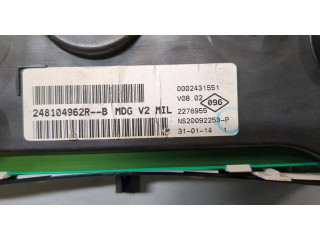 0002431551
V08.02
096
248104962R--B MDG V2 MIL
2276955
NS20092253-P
31-01-14 1